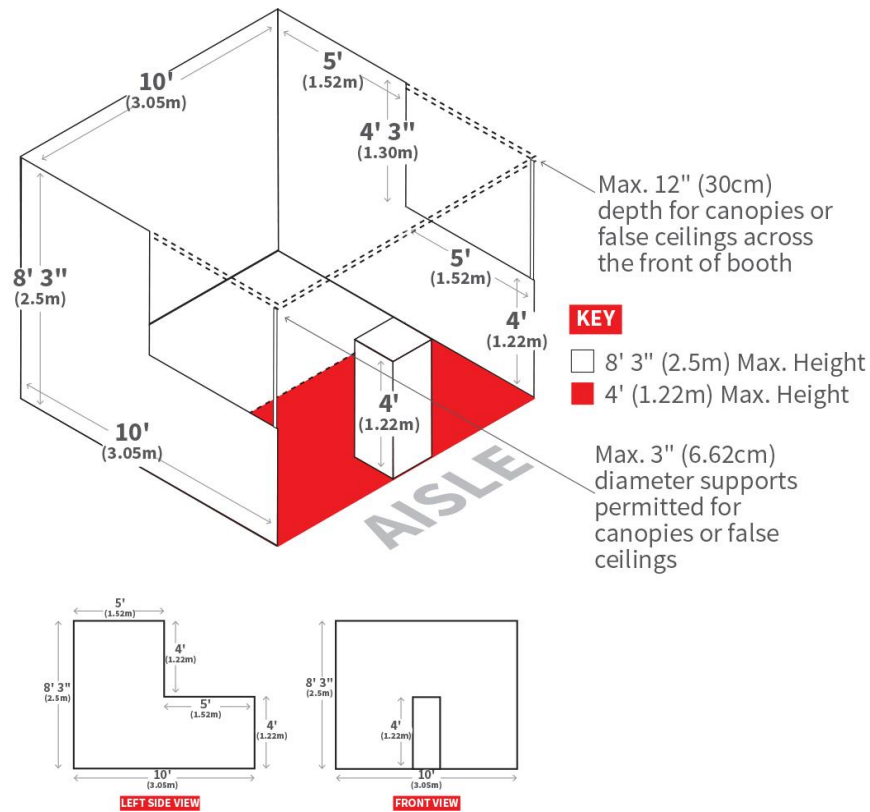 10'
(3.05m)
5'
(1.52m)
4' 3"
(1.30m)
8' 3"
(2.5m)
5'
(1.52m)
4'
(1.22m)
4'
(1.22m)
10'
(3.05m)
AISLE
Max. 12" (30cm)
depth for canopies or
false ceilings across
the front of booth
KEY
8' 3" (2.5m) Max. Height
4' (1.22m) Max. Height
Max. 3" (6.62cm)
diameter supports
permitted for
canopies or false
ceilings
5'
(1.52m)
4'
(1.22m)
8' 3"
(2.5m)
5'
(1.52m)
4'
(1.22m)
10'
(3.05m)
LEFT SIDE VIEW
8' 3"
(2.5m)
4'
(1.22m)
10'
(3.05m)
FRONT VIEW